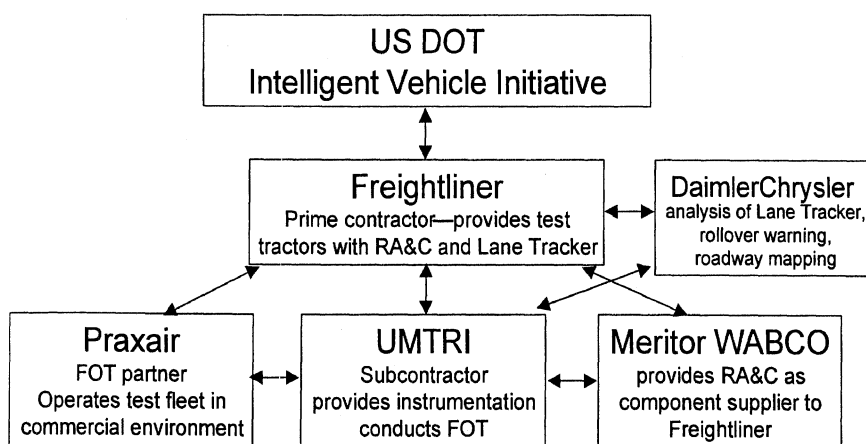 US DOT
Intelligent Vehicle Initiative
Freightliner
Prime contractor—provides test
tractors with RA&C and Lane Tracker
DaimlerChrysler
analysis of Lane Tracker,
rollover warning,
roadway mapping
Praxair
FOT partner
Operates test fleet in
commercial environment
UMTRI
Subcontractor
provides instrumentation
conducts FOT
Meritor WABCO
provides RA&C as
component supplier to
Freightliner